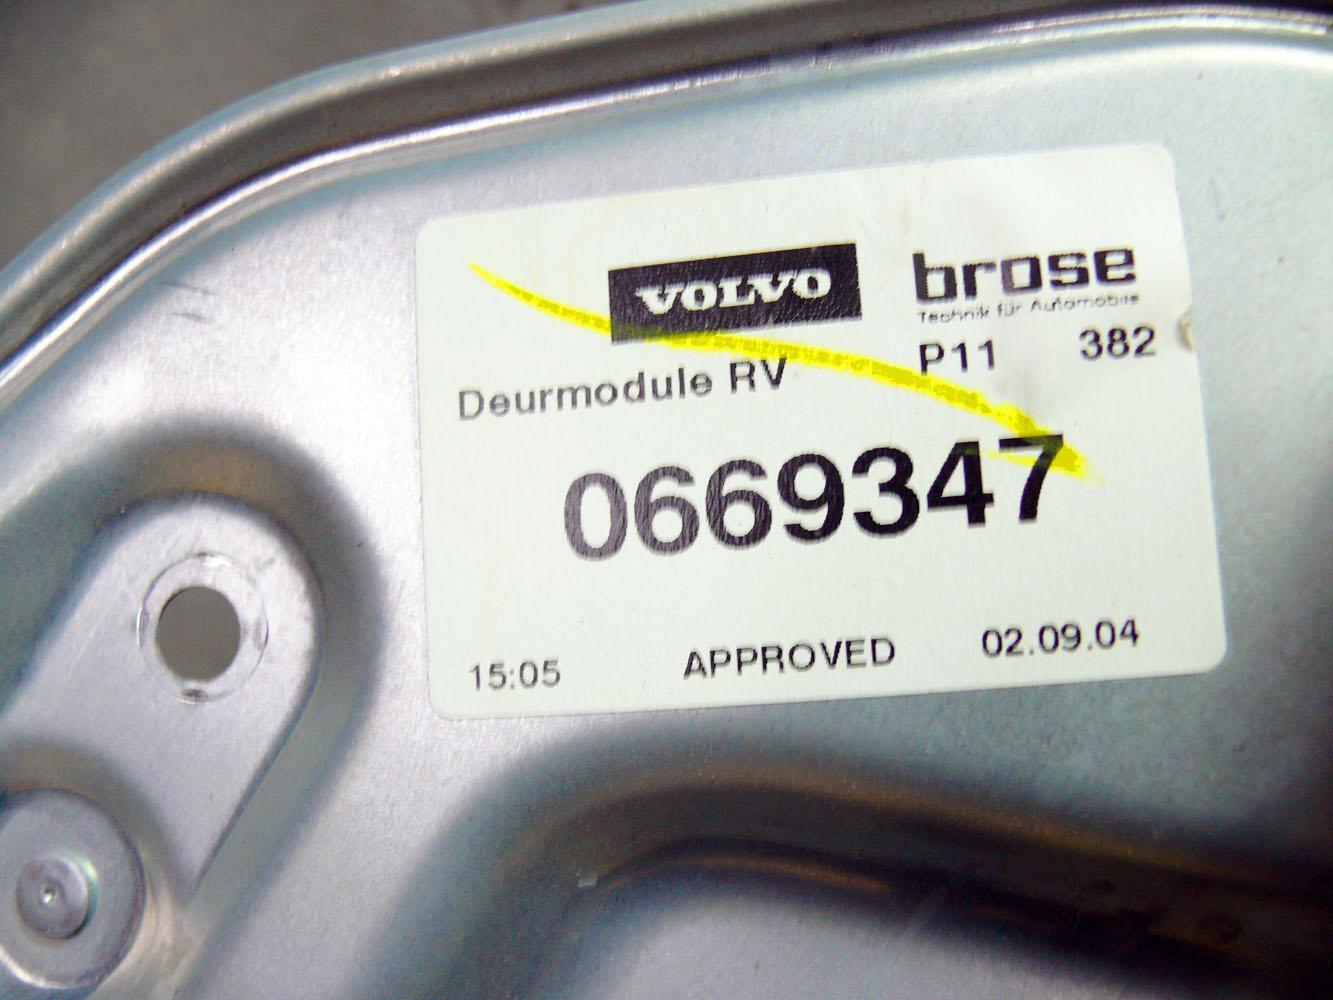 VOLVO
brose
Technik für Automobile
P11 382
Deurmodule RV
0669347
15:05 APPROVED 02.09.04